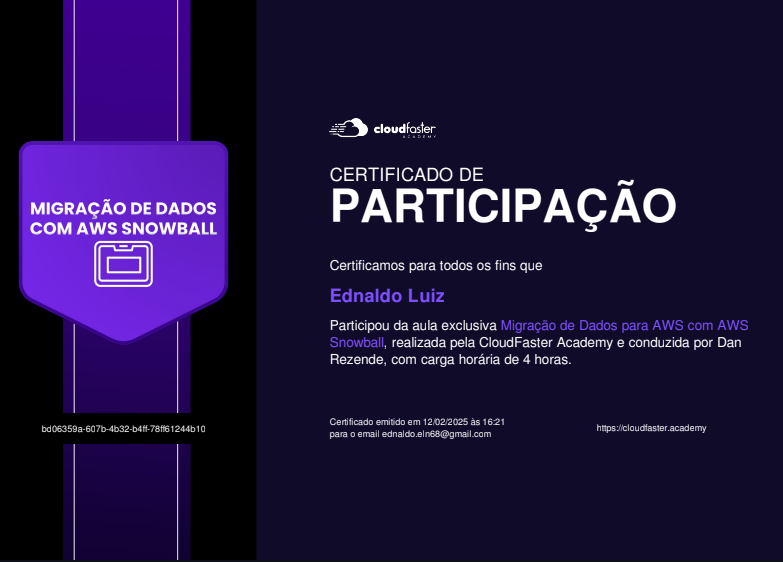 MIGRAÇÃO DE DADOS
COM AWS SNOWBALL
bd06359a-607b-4b32-b4ff-78ff61244b10
cloudfaster
ACADEMY
CERTIFICADO DE
PARTICIPAÇÃO
Certificamos para todos os fins que
Ednaldo Luiz
Participou da aula exclusiva Migração de Dados para AWS com AWS
Snowball, realizada pela CloudFaster Academy e conduzida por Dan
Rezende, com carga horária de 4 horas.
Certificado emitido em 12/02/2025 às 16:21
para o email ednaldo.eln68@gmail.com
https://cloudfaster.academy